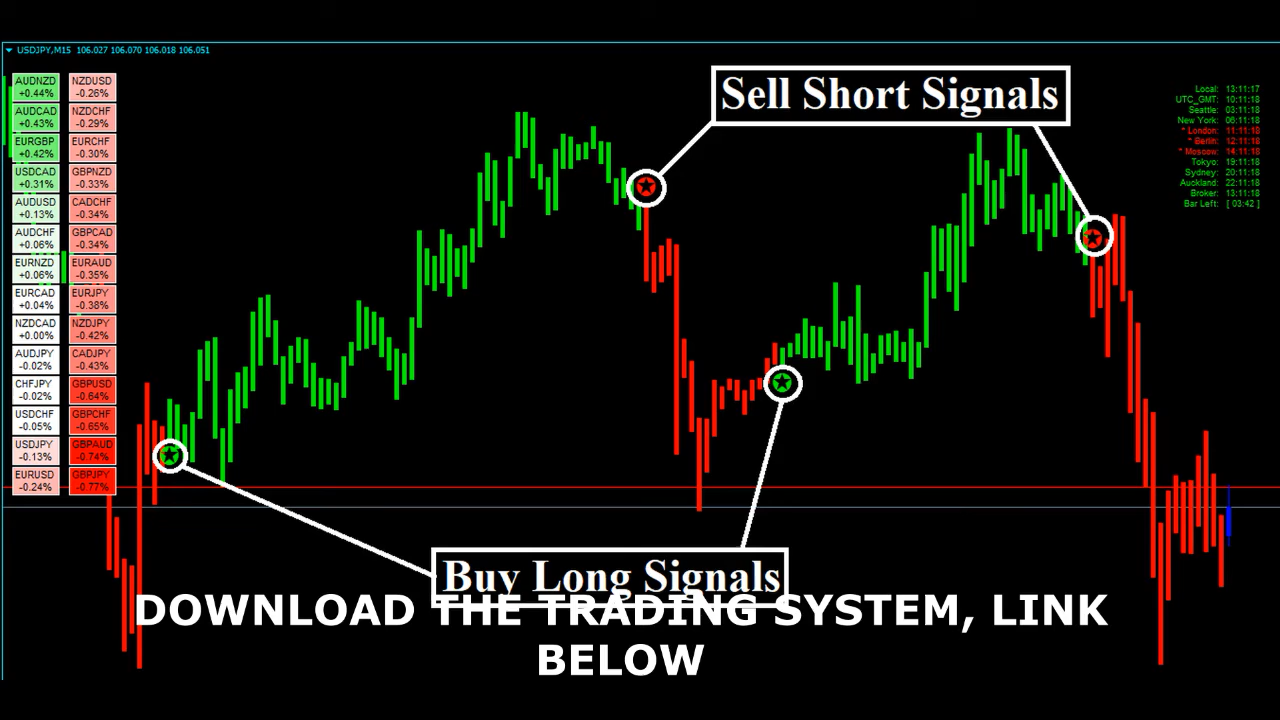 USDJPY,M15 106.027 106.070 106.018 106.051
AUDNZD
+0.44%
NZDUSD
-0.26%
AUDCAD
+0.43%
NZDCHF
-0.29%
EURGBP
+0.42%
EURCHF
-0.30%
USDCAD
+0.31%
GBPNZD
-0.33%
AUDUSD
+0.13%
CADCHF
-0.34%
AUDCHF
+0.06%
GBPCAD
-0.34%
EURNZD
+0.06%
EURAUD
-0.35%
EURCAD
+0.04%
EURJPY
-0.38%
NZDCAD
+0.00%
NZDJPY
-0.42%
AUDJPY
-0.02%
CADJPY
-0.43%
CHFJPY
-0.02%
GBPUSD
-0.64%
USDCHF
-0.05%
GBPCHF
-0.65%
USDJPY
-0.13%
GBPAUD
-0.74%
EURUSD
-0.24%
GBPJPY
-0.77%
Sell Short Signals
Local: 13:11:17
UTC_GMT: 10:11:18
Seattle: 03:11:18
New York: 06:11:18
* London: 11:11:18
* Berlin: 12:11:18
* Moscow: 14:11:18
Tokyo: 19:11:18
Sydney: 20:11:18
Auckland: 22:11:18
Broker: 13:11:18
Bar Left: [ 03:42 ]
Buy Long Signals
DOWNLOAD THE TRADING SYSTEM, LINK
BELOW